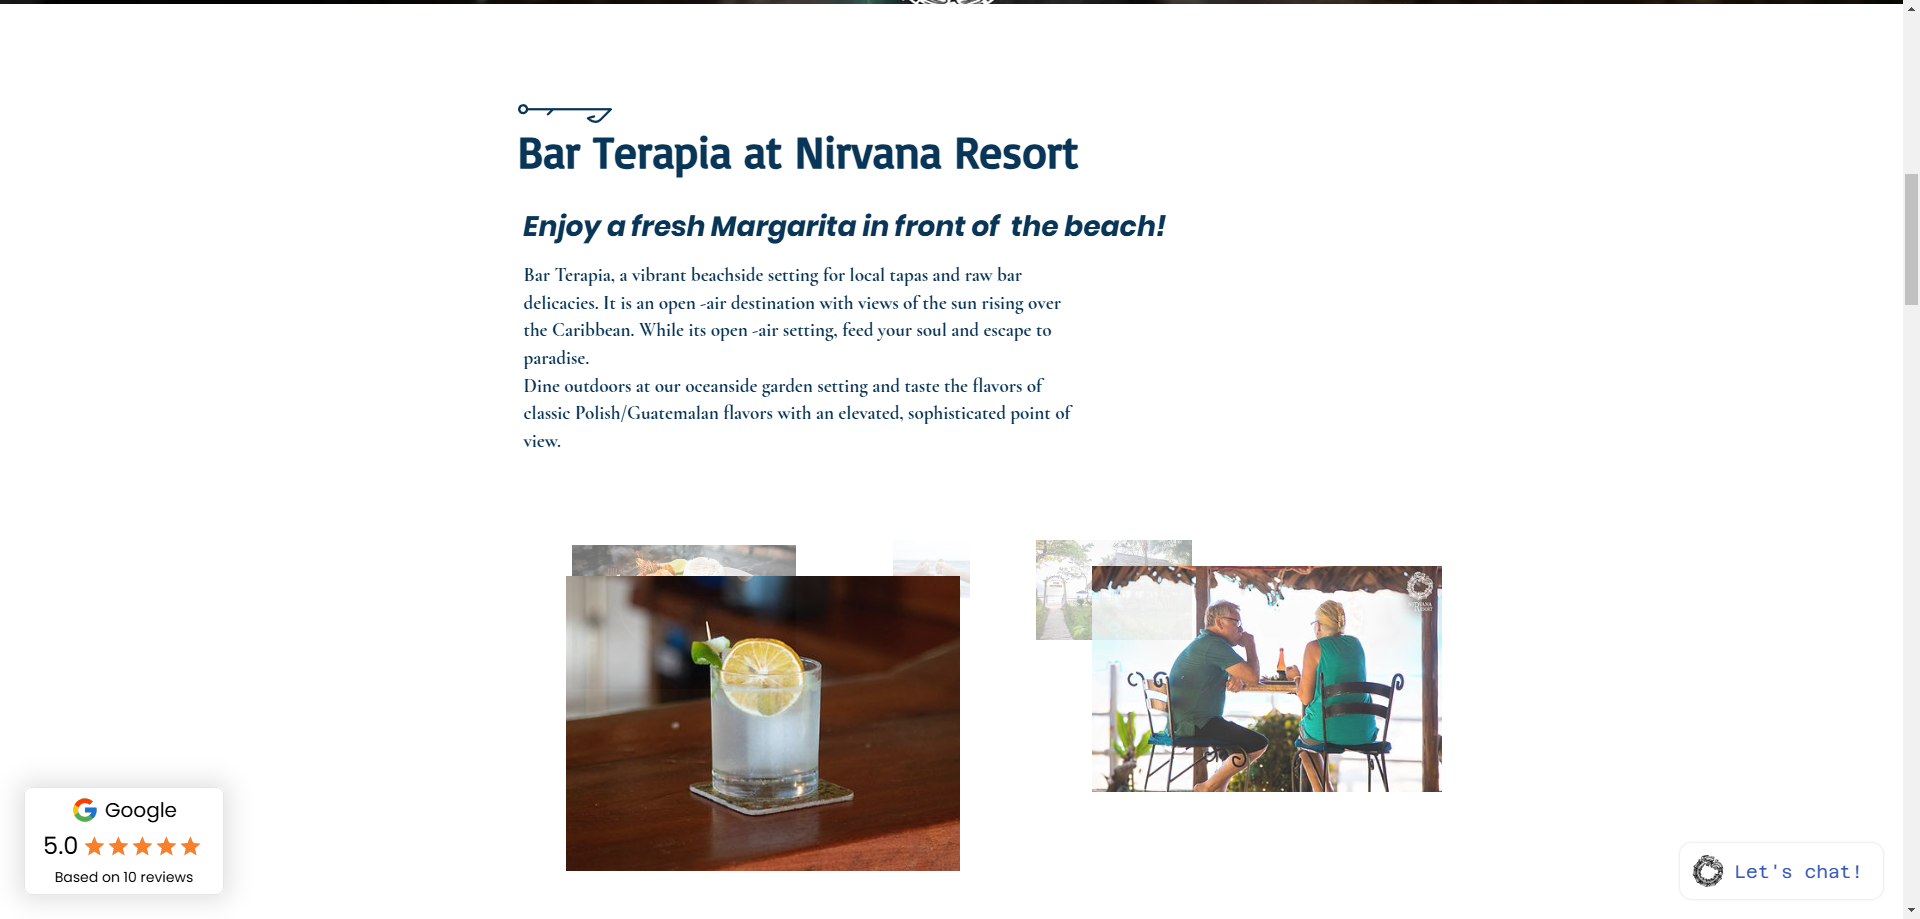 Bar Terapia at Nirvana Resort
Enjoy a fresh Margarita in front of the beach!
Bar Terapia, a vibrant beachside setting for local tapas and raw bar
delicacies. It is an open -air destination with views of the sun rising over
the Caribbean. While its open -air setting, feed your soul and escape to
paradise.
Dine outdoors at our oceanside garden setting and taste the flavors of
classic Polish/Guatemalan flavors with an elevated, sophisticated point of
view.
NIRVANA
RESORT
Google
5.0
Based on 10 reviews
Let's chat!